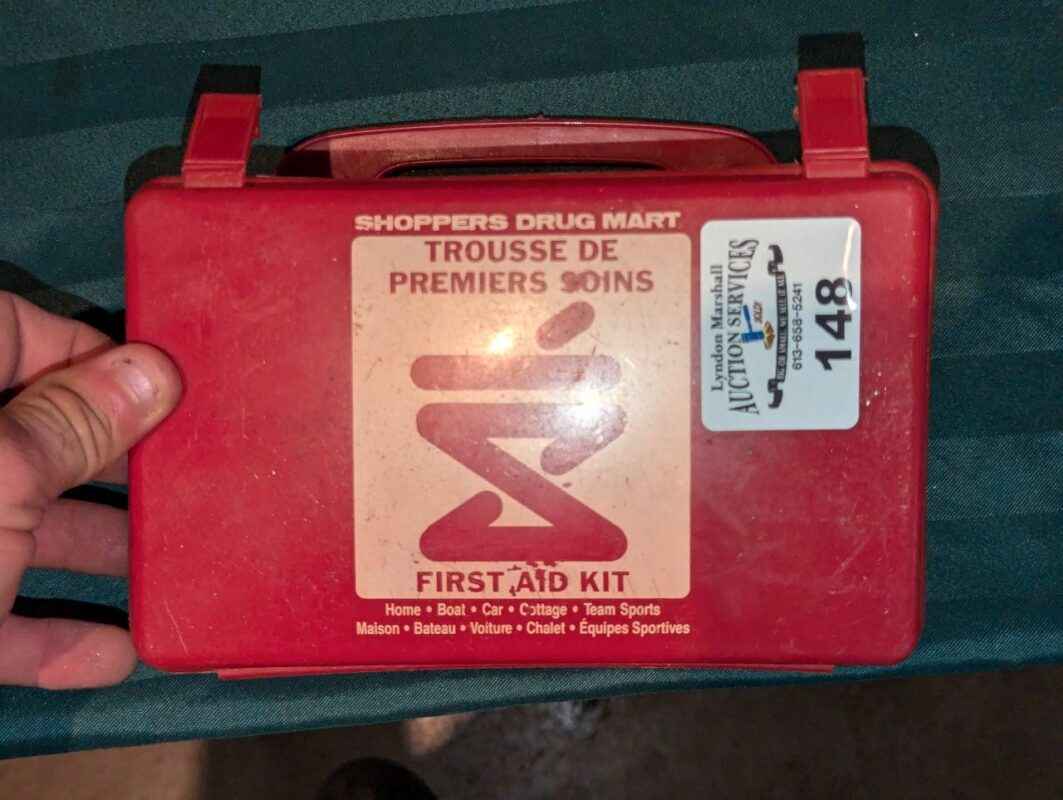 SHOPPERS DRUG MART
TROUSSE DE
PREMIERS SOINS
FIRST AID KIT
Home • Boat • Car • Cottage • Team Sports
Maison • Bateau • Voiture • Chalet • Équipes Sportives
Lyndon Marshall
AUCTION SERVICES
613-658-5241
148